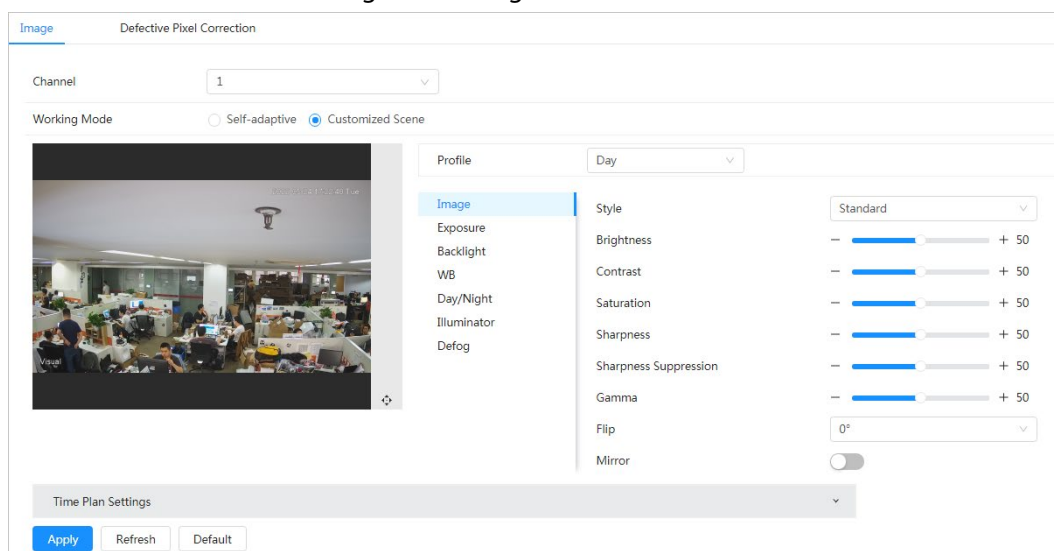 Image Defective Pixel Correction
Channel 1
Working Mode Self-adaptive Customized Scene
Profile Day
Image
Exposure
Backlight
WB
Day/Night
Illuminator
Defog
Style Standard
Brightness − + 50
Contrast − + 50
Saturation − + 50
Sharpness − + 50
Sharpness Suppression − + 50
Gamma − + 50
Flip 0°
Mirror
Visual
Time Plan Settings
Apply Refresh Default